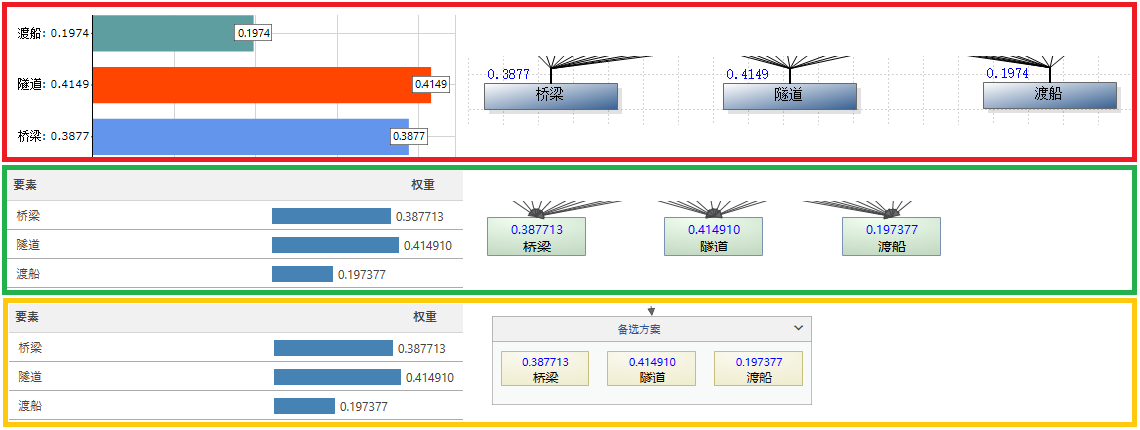 渡船: 0.1974
0.1974
隧道: 0.4149
0.4149
桥梁: 0.3877
0.3877
0.3877
桥梁
0.4149
隧道
0.1974
渡船
要素 权重
桥梁 0.387713
隧道 0.414910
渡船 0.197377
0.387713
桥梁
0.414910
隧道
0.197377
渡船
要素 权重
桥梁 0.387713
隧道 0.414910
渡船 0.197377
备选方案
0.387713
桥梁
0.414910
隧道
0.197377
渡船